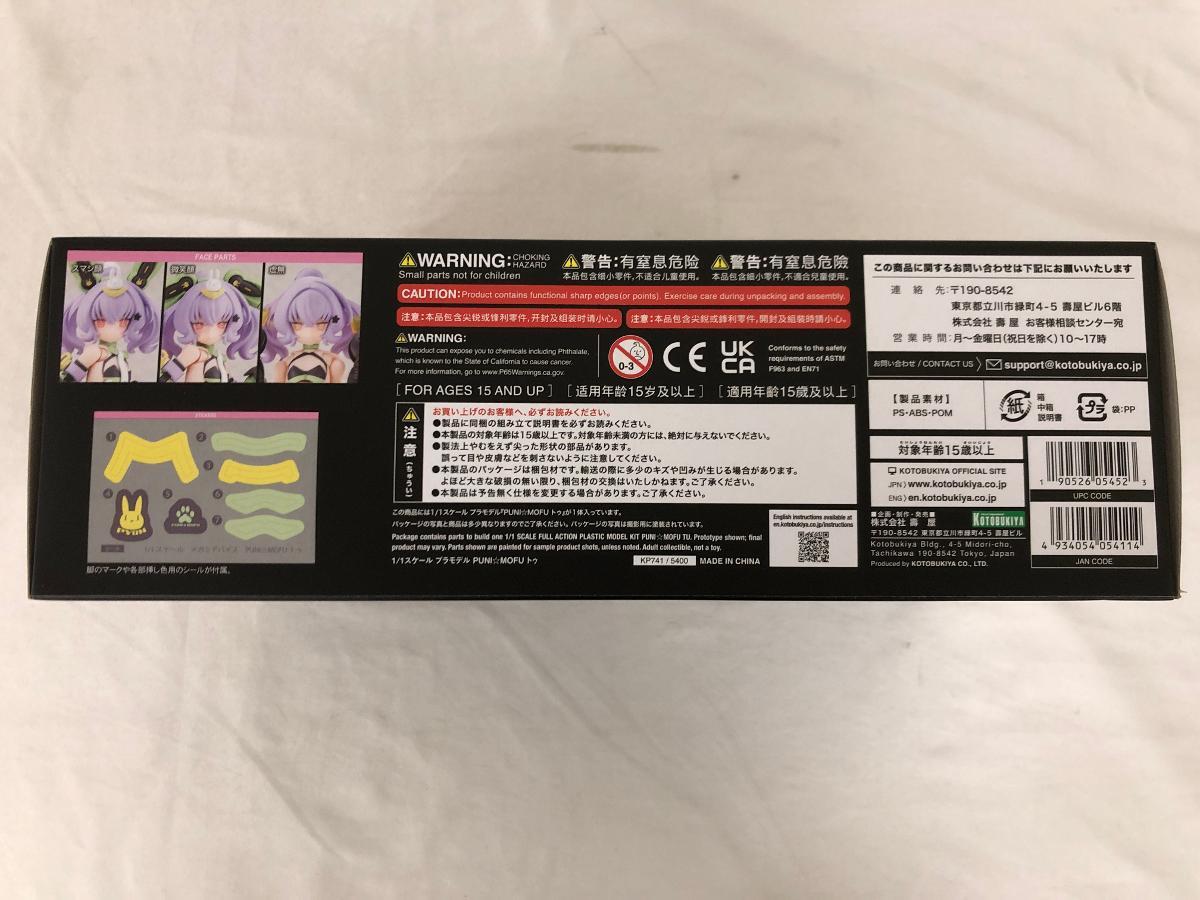 FACE PARTS
スマシ顔
微笑顔
虚無
STICKERS
1
2
3
4
5
6
7
PUNI☆MOFU
シール
1/1スケール メガミデバイス PUNI☆MOFU トゥ
脚のマークや各部挿し色用のシールが付属。
WARNING: CHOKING HAZARD
Small parts not for children
警告:有窒息危险
本品包含细小零件,不适合儿童使用。
警告:有窒息危險
本品包含細小零件,不適合兒童使用。
CAUTION: Product contains functional sharp edges(or points). Exercise care during unpacking and assembly.
注意:本品包含尖锐或锋利零件,开封及组装时请小心。
注意:本品包含尖銳或鋒利零件,開封及組裝時請小心。
WARNING:
This product can expose you to chemicals including Phthalate,
which is known to the State of California to cause cancer.
For more information go to www.P65Warnings.ca.gov.
0-3
CE
UK
CA
Conforms to the safety
requirements of ASTM
F963 and EN71
[FOR AGES 15 AND UP]
[适用年龄15岁及以上]
[適用年齡15歲及以上]
注意(ちゅうい)
お買い上げのお客様へ、必ずお読みください。
●製品に同梱の組み立て説明書を必ずお読みください。
●本製品の対象年齢は15歳以上です。対象年齢未満の方には、絶対に与えないでください。
●製法上やむをえず尖った形状の部品があります。
誤って目や皮膚などを刺さないように注意してください。
●本製品のパッケージは梱包材です。輸送の際に多少のキズや凹みが生じる場合があります。
よほど大きな破損の無い限り、梱包材の交換はいたしかねます。ご了承ください。
●本製品は予告無く仕様を変更する場合があります。ご了承ください。
この商品には1/1スケール プラモデル「PUNI☆MOFU トゥ」が1体入っています。
パッケージの写真と商品は多少異なりますのでご了承ください。パッケージの写真は撮影用に塗装されています。
Package contains parts to build one 1/1 SCALE FULL ACTION PLASTIC MODEL KIT PUNI☆MOFU TU. Prototype shown; final
product may vary. Parts shown are painted for sample product shots, unless noted. Adult collectible, not a toy.
1/1スケール プラモデル PUNI☆MOFU トゥ
KP741 / 5400
MADE IN CHINA
English instructions available at
en.kotobukiya.co.jp/instructions
この商品に関するお問い合わせは下記にお願いいたします
連絡先:〒190-8542
東京都立川市緑町4-5 壽屋ビル6階
株式会社 壽屋 お客様相談センター宛
営業時間:月〜金曜日(祝日を除く)10〜17時
お問い合わせ / CONTACT US
support@kotobukiya.co.jp
【製品素材】
PS・ABS・POM
紙
箱
中箱
説明書
プラ
袋:PP
対象年齢15歳以上
KOTOBUKIYA OFFICIAL SITE
JPN〉www.kotobukiya.co.jp
ENG〉en.kotobukiya.co.jp
■企画・制作・発売■
株式会社 壽 屋
KOTOBUKIYA
〒190-8542 東京都立川市緑町4-5 壽屋ビル
Kotobukiya Bldg., 4-5 Midori-cho,
Tachikawa 190-8542 Tokyo, Japan
Produced by KOTOBUKIYA CO., LTD.
1 90526 05452 3
UPC CODE
4 934054 054114
JAN CODE